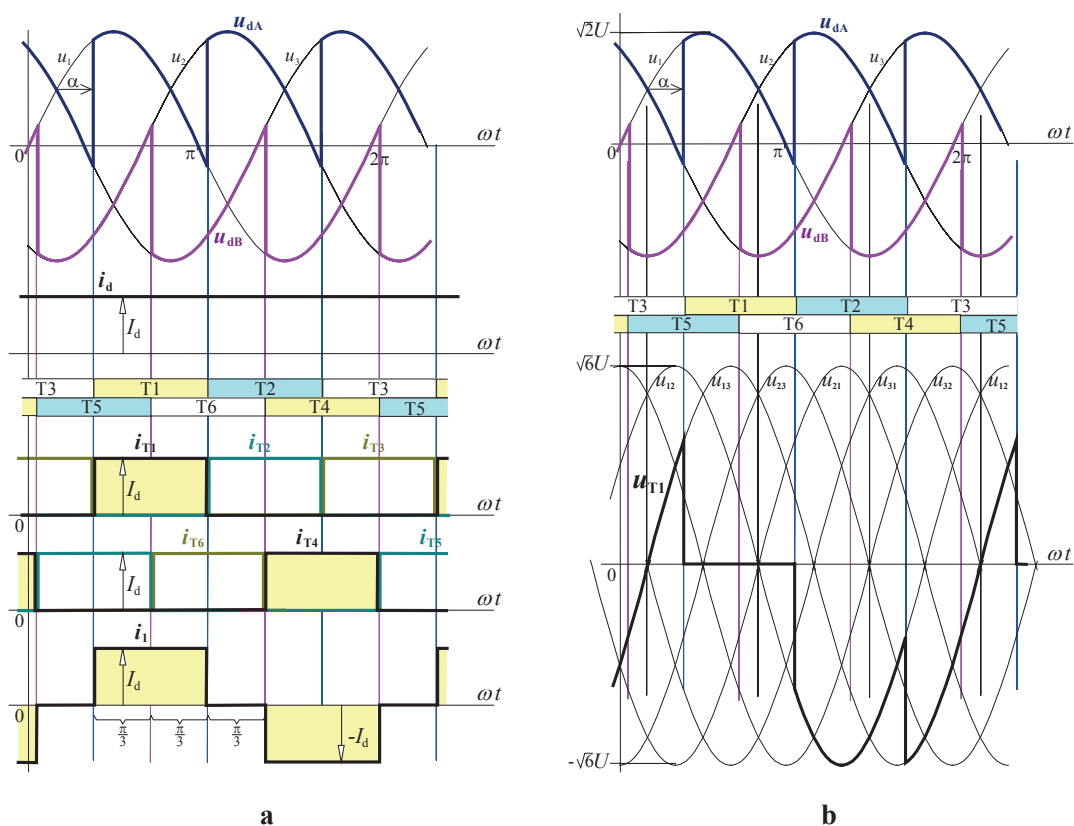 u_dA
u_1
u_2
u_3
α
ωt
0
π
2π
u_dB
i_d
I_d
ωt
T3 T1 T2 T3
T5 T6 T4 T5
i_T1 i_T2 i_T3
I_d
ωt
0
i_T6 i_T4 i_T5
I_d
ωt
0
i_1
I_d
ωt
0
π/3 π/3 π/3
-I_d
a
√2U
u_dA
u_1
u_2
u_3
α
ωt
0
π
2π
u_dB
T3 T1 T2 T3
T5 T6 T4 T5
√6U
u_12 u_13 u_23 u_21 u_31 u_32 u_12
u_T1
ωt
0
-√6U
b